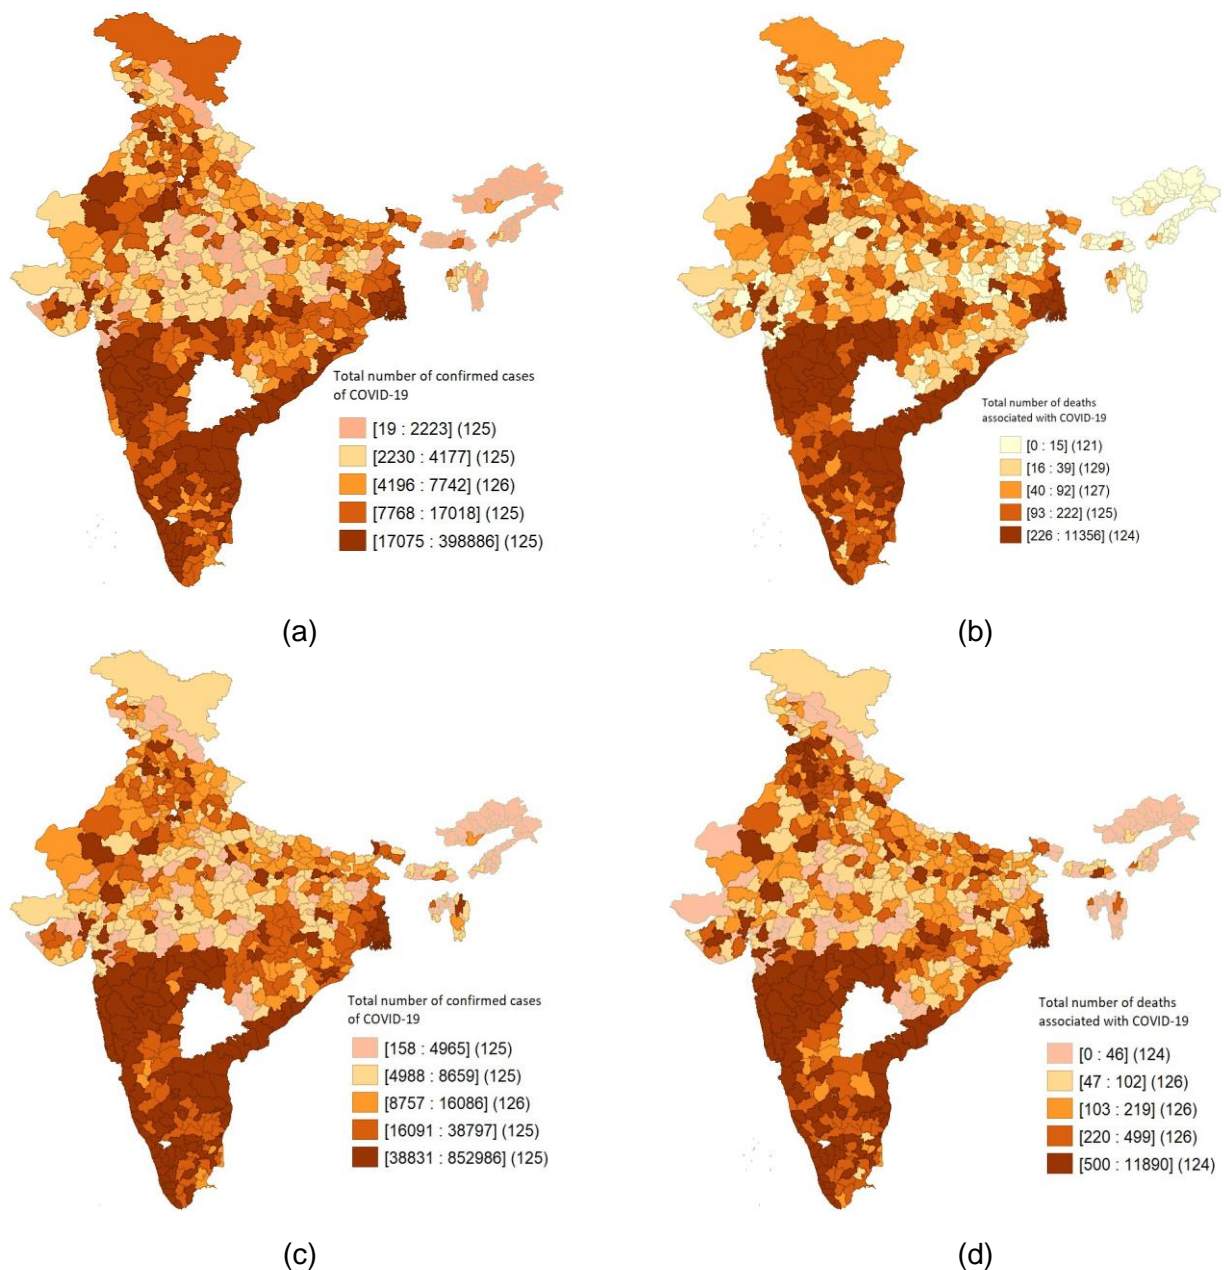 Total number of confirmed cases
of COVID-19
[19 : 2223] (125)
[2230 : 4177] (125)
[4196 : 7742] (126)
[7768 : 17018] (125)
[17075 : 398886] (125)
(a)
Total number of deaths
associated with COVID-19
[0 : 15] (121)
[16 : 39] (129)
[40 : 92] (127)
[93 : 222] (125)
[226 : 11356] (124)
(b)
Total number of confirmed cases
of COVID-19
[158 : 4965] (125)
[4988 : 8659] (125)
[8757 : 16086] (126)
[16091 : 38797] (125)
[38831 : 852986] (125)
(c)
Total number of deaths
associated with COVID-19
[0 : 46] (124)
[47 : 102] (126)
[103 : 219] (126)
[220 : 499] (126)
[500 : 11890] (124)
(d)